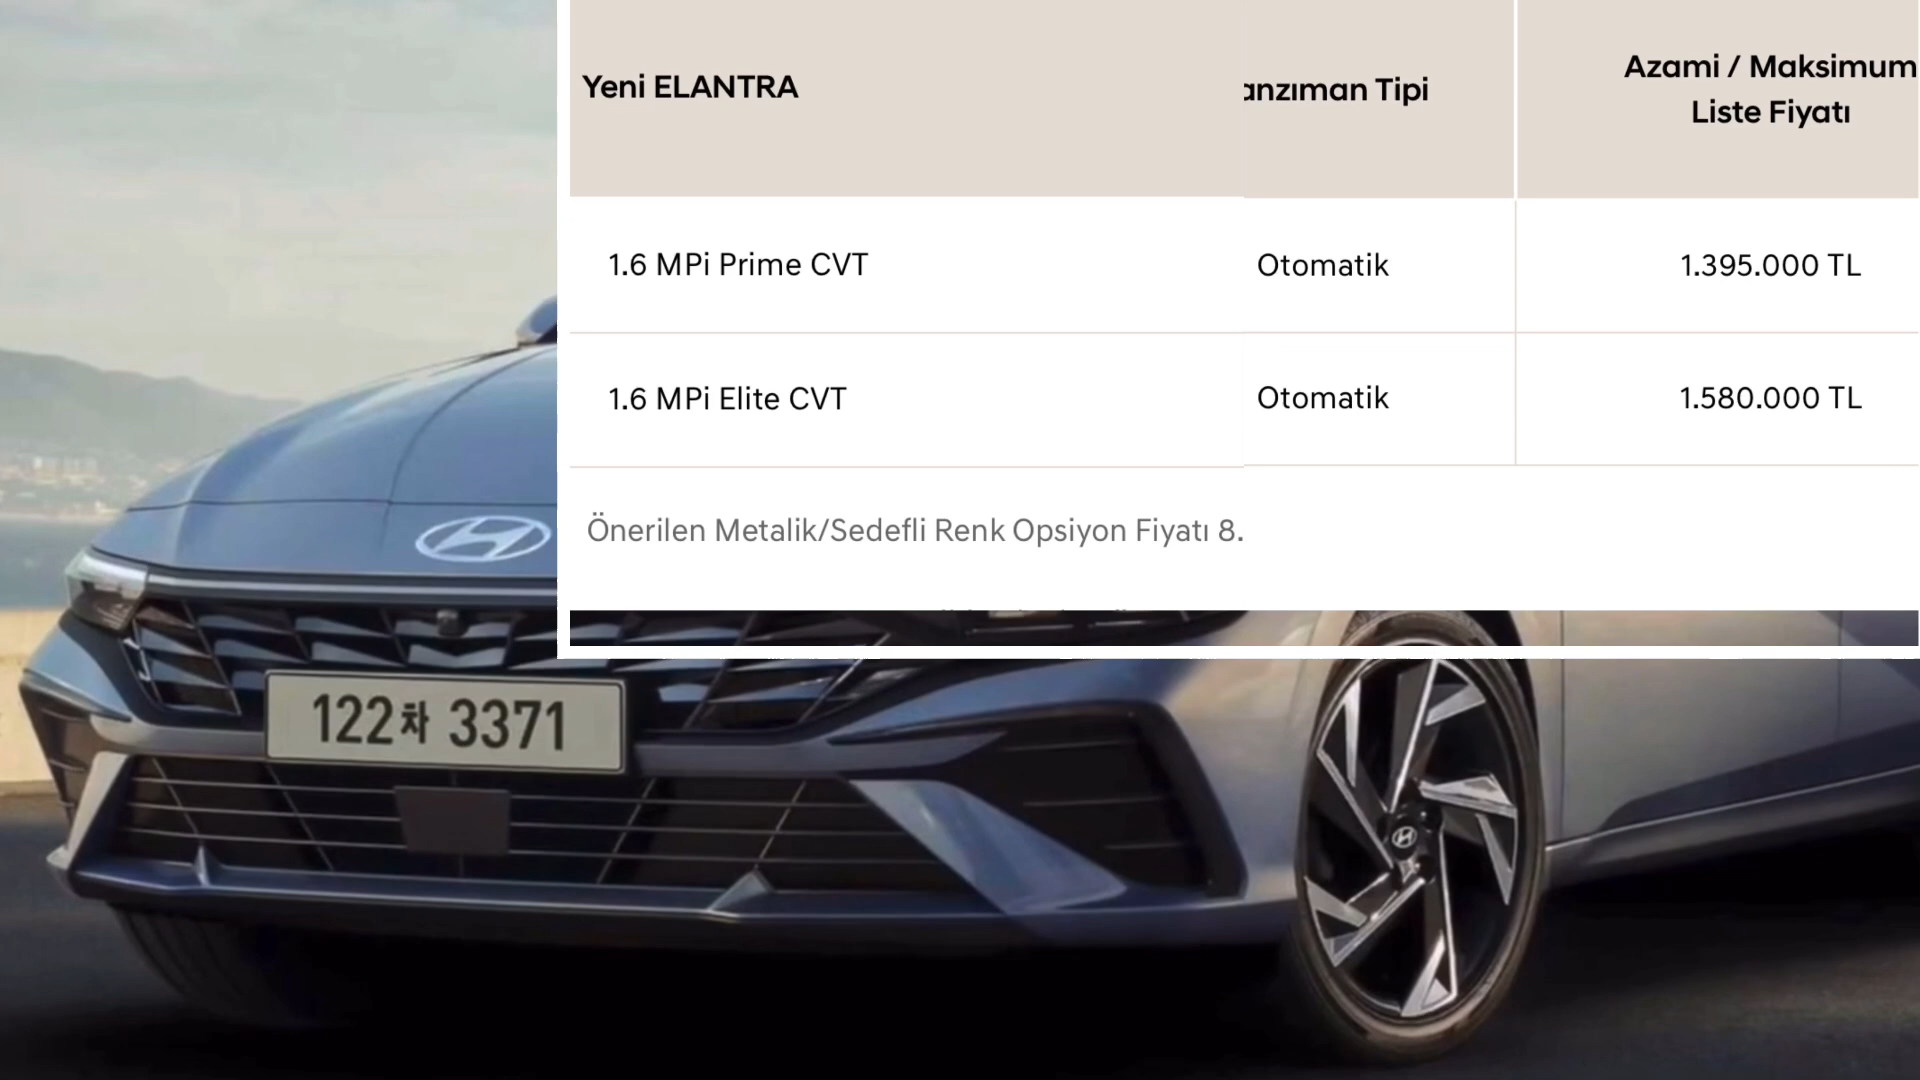 Yeni ELANTRA
anzıman Tipi
Azami / Maksimum
Liste Fiyatı
1.6 MPi Prime CVT
Otomatik
1.395.000 TL
1.6 MPi Elite CVT
Otomatik
1.580.000 TL
Önerilen Metalik/Sedefli Renk Opsiyon Fiyatı 8.
122차 3371